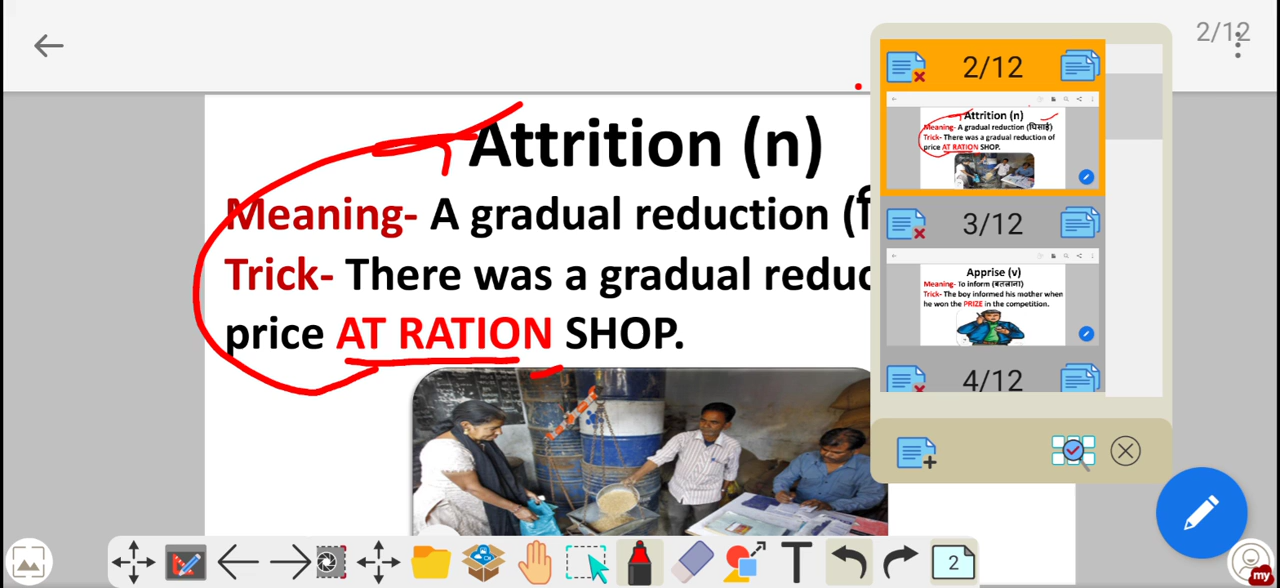 2/12
Attrition (n)
Meaning- A gradual reduction (
Trick- There was a gradual reduc
price AT RATION SHOP.
2/12
Attrition (n)
Meaning- A gradual reduction (घिसाई)
Trick- There was a gradual reduction of
price AT RATION SHOP.
3/12
Apprise (v)
Meaning- To inform (बतलाना)
Trick- The boy informed his mother when
he won the PRIZE in the competition.
4/12
T
2
my